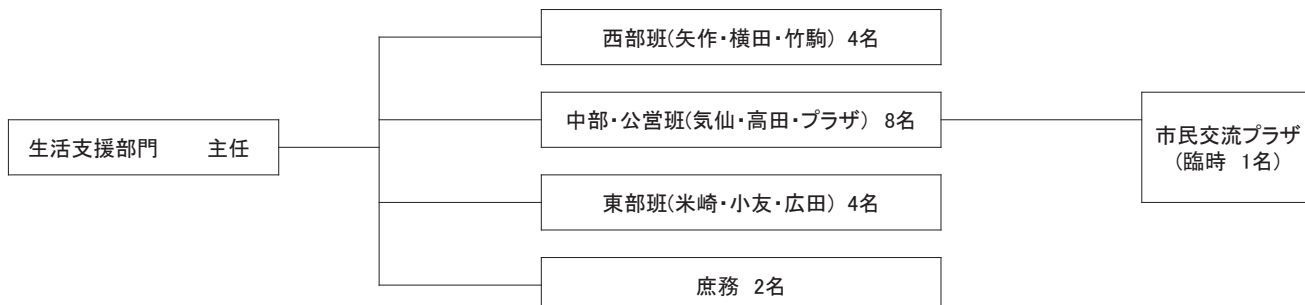 西部班(矢作・横田・竹駒) 4名
中部・公営班(気仙・高田・プラザ) 8名
生活支援部門　　主任
市民交流プラザ
(臨時 1名)
東部班(米崎・小友・広田) 4名
庶務 2名